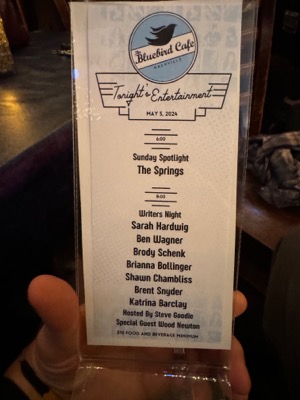 The
Bluebird Cafe
NASHVILLE
Tonight's Entertainment
MAY 5, 2024
6:00
Sunday Spotlight
The Springs
8:00
Writers Night
Sarah Hardwig
Ben Wagner
Brody Schenk
Brianna Bollinger
Shawn Chambliss
Brent Snyder
Katrina Barclay
Hosted By Steve Goodie
Special Guest Wood Newton
$10 FOOD AND BEVERAGE MINIMUM